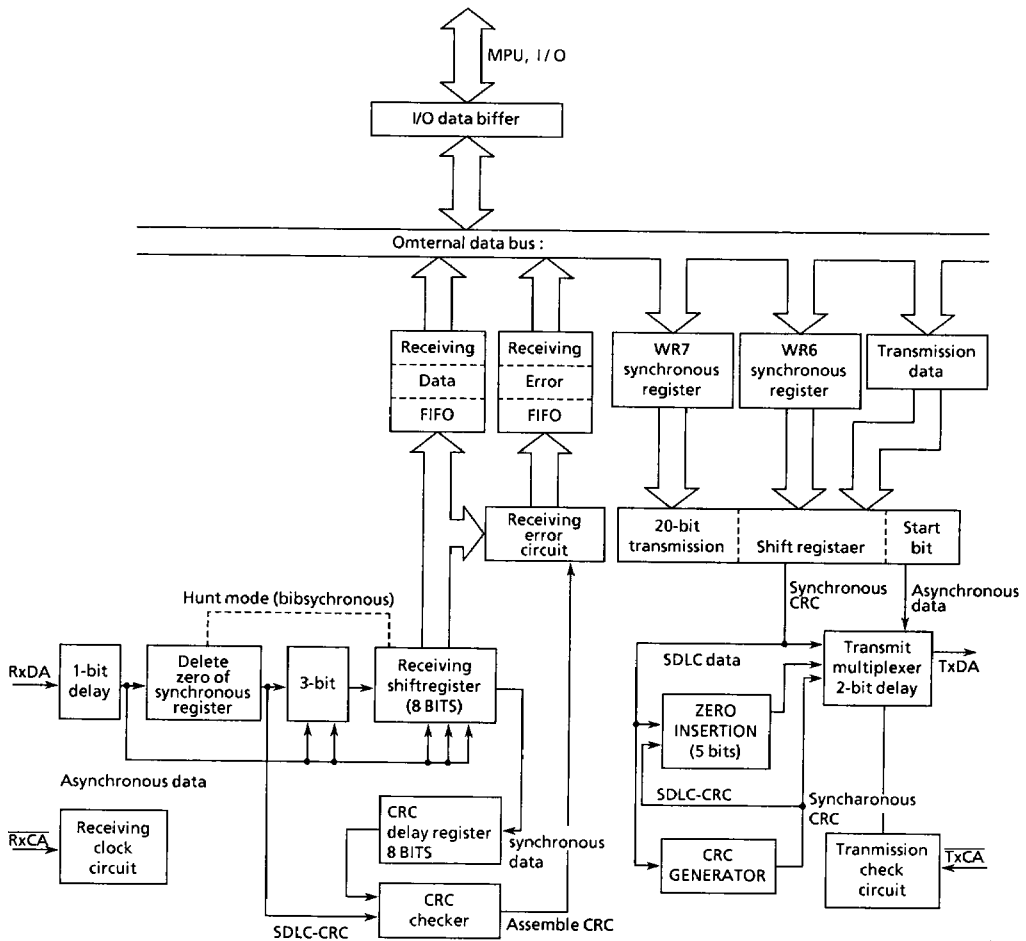 MPU, I/O
I/O data biffer
Omternal data bus :
Receiving
Data
FIFO
Receiving
Error
FIFO
WR7
synchronous
register
WR6
synchronous
register
Transmission
data
Receiving
error
circuit
20-bit
transmission
Shift registaer
Start
bit
Synchronous
CRC
Asynchronous
data
Hunt mode (bibsychronous)
RxDA
1-bit
delay
Delete
zero of
synchronous
register
3-bit
Receiving
shiftregister
(8 BITS)
SDLC data
Transmit
multiplexer
2-bit delay
TxDA
ZERO
INSERTION
(5 bits)
Asynchronous data
SDLC-CRC
Syncharonous
CRC
RxCA
Receiving
clock
circuit
CRC
delay register
8 BITS
synchronous
data
CRC
GENERATOR
Tranmission
check
circuit
TxCA
CRC
checker
SDLC-CRC
Assemble CRC